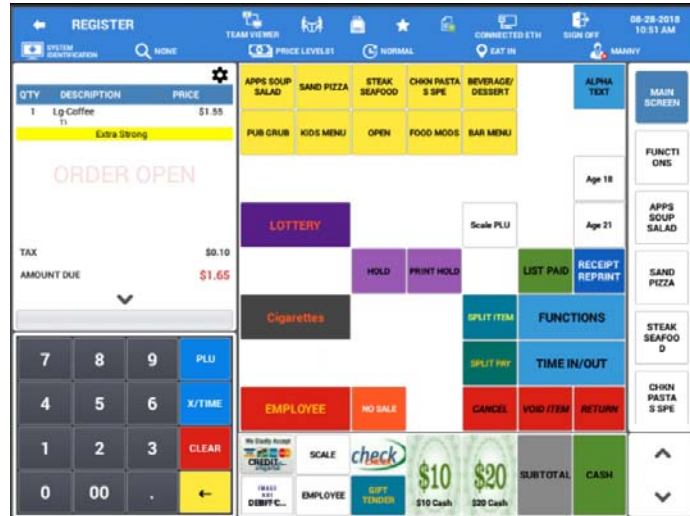 REGISTER
TEAM VIEWER
CONNECTED ETH
SIGN OFF
08-28-2018
10:51 AM
SYSTEM
IDENTIFICATION
NONE
PRICE LEVEL01
NORMAL
EAT IN
MANNY
QTY DESCRIPTION PRICE
1 Lg-Coffee $1.55
T1
Extra Strong
ORDER OPEN
TAX $0.10
AMOUNT DUE $1.65
7 8 9 PLU
4 5 6 X/TIME
1 2 3 CLEAR
0 00 .
APPS SOUP
SALAD
SAND PIZZA
STEAK
SEAFOOD
CHKN PASTA
S SPE
BEVERAGE/
DESSERT
ALPHA
TEXT
PUB GRUB
KIDS MENU
OPEN
FOOD MODS
BAR MENU
Age 18
LOTTERY
Scale PLU
Age 21
HOLD
PRINT HOLD
LIST PAID
RECEIPT
REPRINT
Cigarettes
SPLIT ITEM
FUNCTIONS
SPLIT PAY
TIME IN/OUT
EMPLOYEE
NO SALE
CANCEL
VOID ITEM
RETURN
We Gladly Accept
CREDIT...
SCALE
check
$10
$10 Cash
$20
$20 Cash
SUBTOTAL
CASH
DEBIT C...
EMPLOYEE
GIFT
TENDER
MAIN
SCREEN
FUNCTI
ONS
APPS
SOUP
SALAD
SAND
PIZZA
STEAK
SEAFOO
D
CHKN
PASTA
S SPE